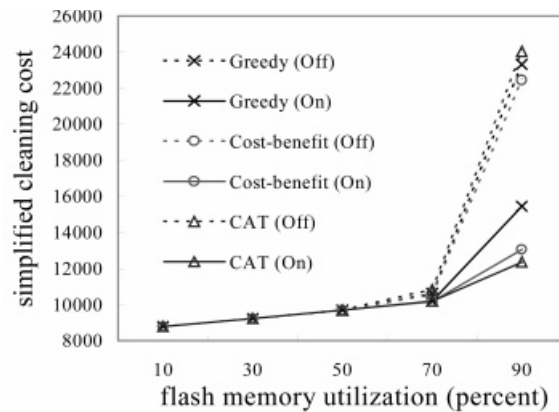 26000
24000
22000
20000
18000
16000
14000
12000
10000
8000
simplified cleaning cost
Greedy (Off)
Greedy (On)
Cost-benefit (Off)
Cost-benefit (On)
CAT (Off)
CAT (On)
10 30 50 70 90
flash memory utilization (percent)